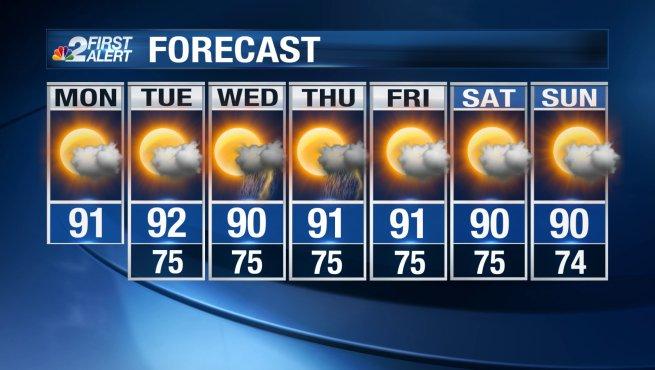 2 FIRST ALERT FORECAST
MON TUE WED THU FRI SAT SUN
91 92 90 91 91 90 90
75 75 75 75 75 74